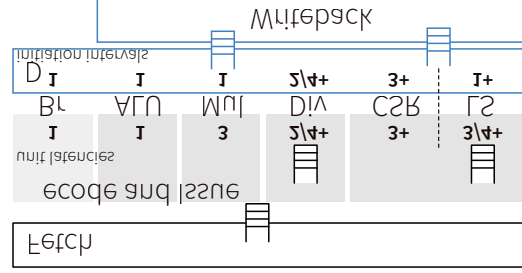 Writeback
initiation intervals
D
1 1 1 2/4+ 3+ 1+
Br ALU Mul Div CSR LS
1 1 3 2/4+ 3+ 3/4+
unit latencies
ecode and Issue
Fetch